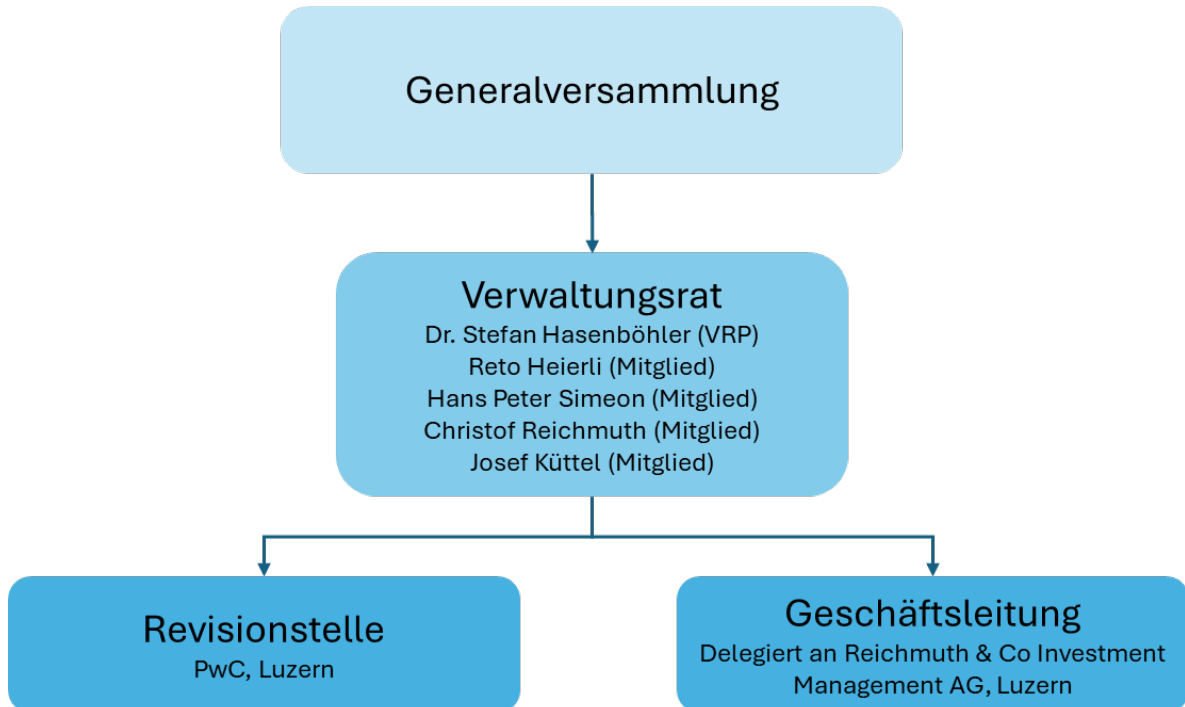 Generalversammlung
Verwaltungsrat
Dr. Stefan Hasenböhler (VRP)
Reto Heierli (Mitglied)
Hans Peter Simeon (Mitglied)
Christof Reichmuth (Mitglied)
Josef Küttel (Mitglied)
Revisionstelle
PwC, Luzern
Geschäftsleitung
Delegiert an Reichmuth & Co Investment
Management AG, Luzern